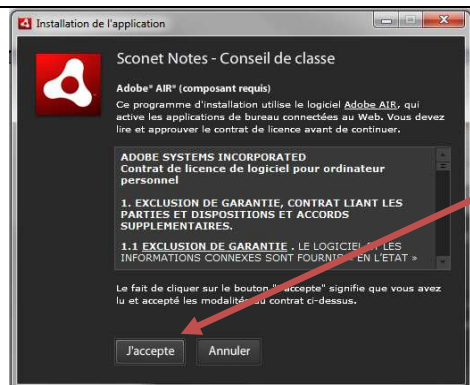 Installation de l'application
Sconet Notes - Conseil de classe
Adobe® AIR® (composant requis)
Ce programme d'installation utilise le logiciel Adobe AIR, qui
active les applications de bureau connectées au Web. Vous devez
lire et approuver le contrat de licence avant de continuer.
ADOBE SYSTEMS INCORPORATED
Contrat de licence de logiciel pour ordinateur
personnel
1. EXCLUSION DE GARANTIE, CONTRAT LIANT LES
PARTIES ET DISPOSITIONS ET ACCORDS
SUPPLEMENTAIRES.
1.1 EXCLUSION DE GARANTIE . LE LOGICIEL ET LES
INFORMATIONS CONNEXES SONT FOURNIS « EN L'ETAT »
Le fait de cliquer sur le bouton "J'accepte" signifie que vous avez
lu et accepté les modalités du contrat ci-dessus.
J'accepte Annuler